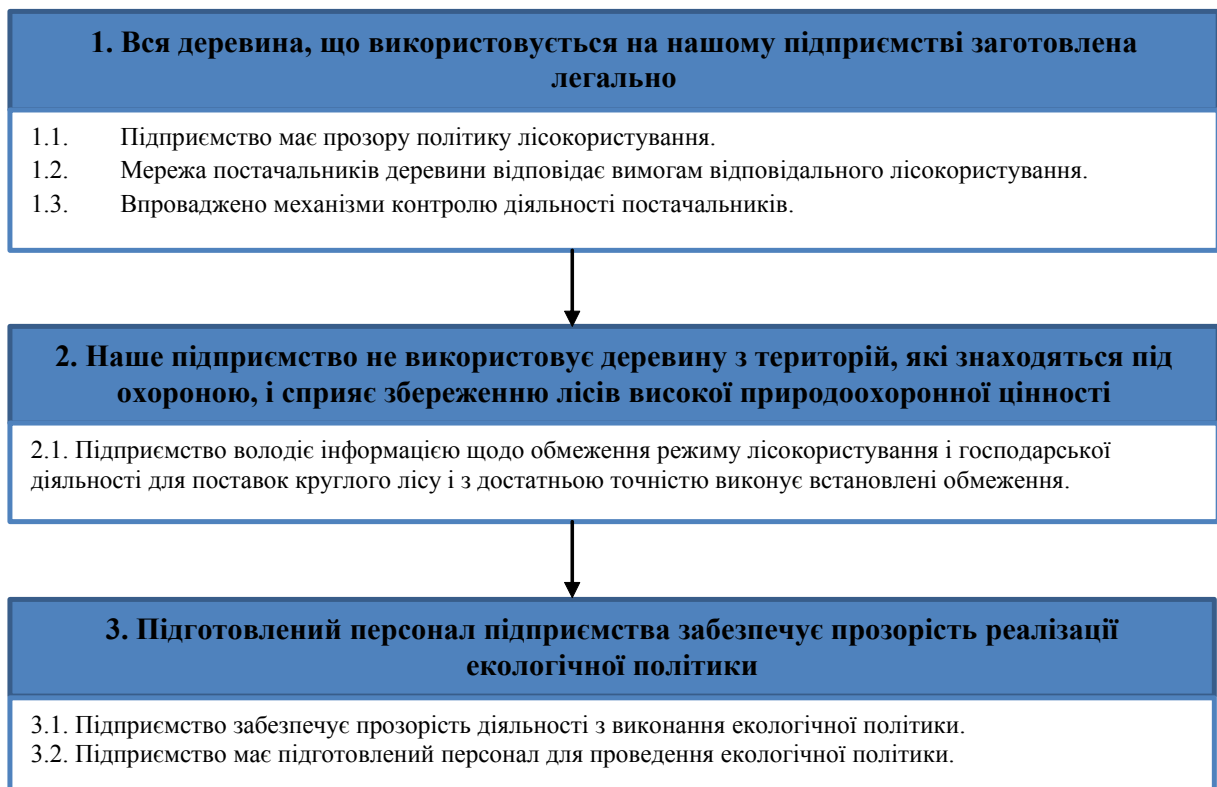 1. Вся деревина, що використовується на нашому підприємстві заготовлена
легально
1.1. Підприємство має прозору політику лісокористування.
1.2. Мережа постачальників деревини відповідає вимогам відповідального лісокористування.
1.3. Впроваджено механізми контролю діяльності постачальників.
2. Наше підприємство не використовує деревину з територій, які знаходяться під
охороною, і сприяє збереженню лісів високої природоохоронної цінності
2.1. Підприємство володіє інформацією щодо обмеження режиму лісокористування і господарської
діяльності для поставок круглого лісу і з достатньою точністю виконує встановлені обмеження.
3. Підготовлений персонал підприємства забезпечує прозорість реалізації
екологічної політики
3.1. Підприємство забезпечує прозорість діяльності з виконання екологічної політики.
3.2. Підприємство має підготовлений персонал для проведення екологічної політики.